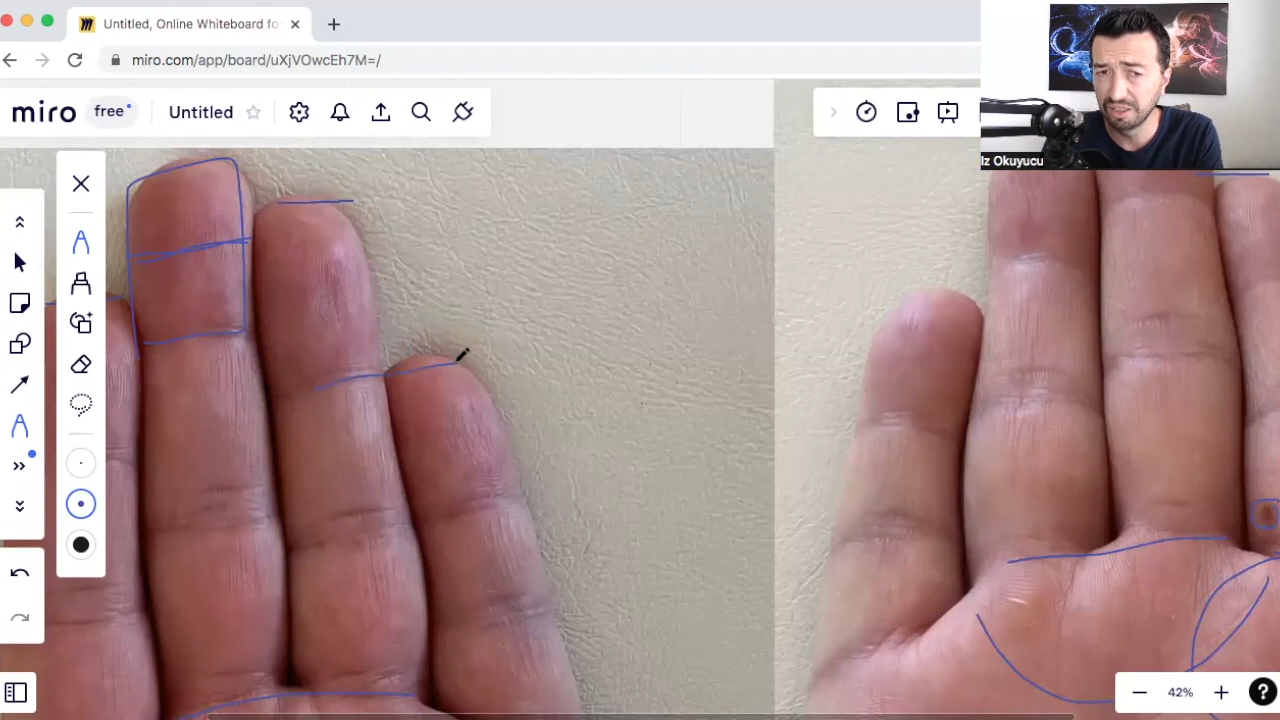 Untitled, Online Whiteboard fo
miro.com/app/board/uXjVOwcEh7M=/
miro free Untitled
lz Okuyucu
42%